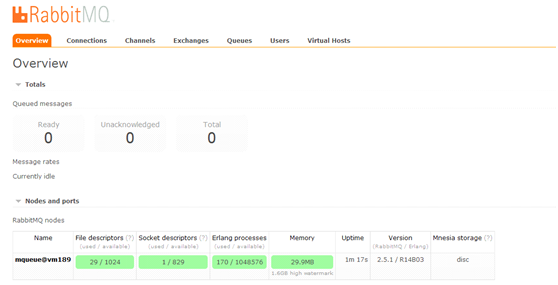 RabbitMQ
Overview Connections Channels Exchanges Queues Users Virtual Hosts
Overview
Totals
Queued messages
Ready Unacknowledged Total
0 0 0
Message rates
Currently idle
Nodes and ports
RabbitMQ nodes
Name File descriptors (?) Socket descriptors (?) Erlang processes Memory Uptime Version Mnesia storage (?)
(used / available) (used / available) (used / available) (RabbitMQ / Erlang)
mqueue@vm189 29 / 1024 1 / 829 170 / 1048576 29.9MB 1m 17s 2.5.1 / R14B03 disc
1.6GB high watermark